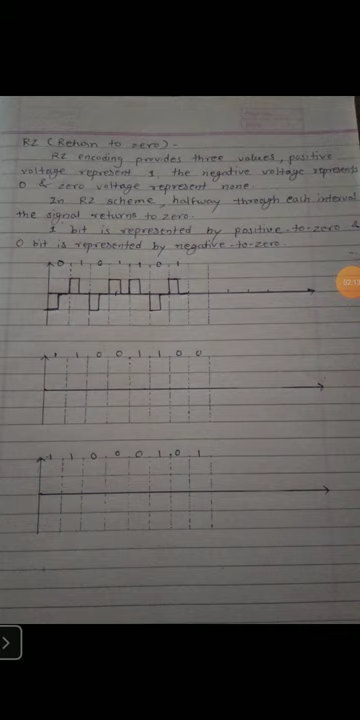 RZ (Return to zero) -
RZ encoding provides three values, positive
voltage represent 1, the negative voltage represents
0 & zero voltage represent none.
In RZ scheme, halfway through each interval
the signal returns to zero.
1 bit is represented by positive-to-zero &
0 bit is represented by negative-to-zero.
0 1 0 1 1 0 1
02:1
1 1 0 0 1 1 0 0
1 1 0 0 0 1 0 1